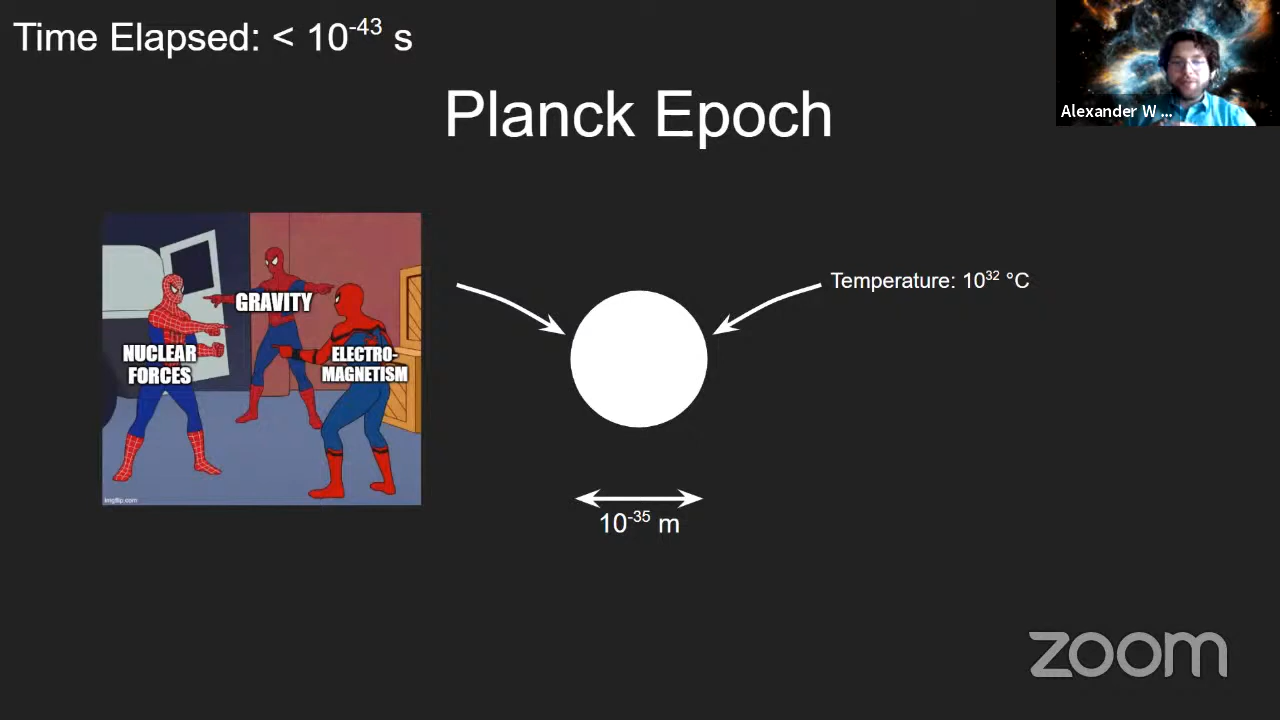 Time Elapsed: < 10⁻⁴³ s
Alexander W ...
Planck Epoch
Temperature: 10³² °C
GRAVITY
NUCLEAR
FORCES
ELECTRO-
MAGNETISM
imgflip.com
10⁻³⁵ m
zoom